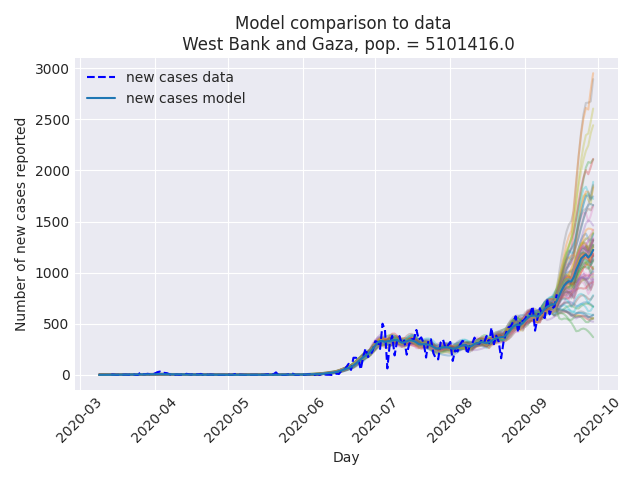 Model comparison to data
West Bank and Gaza, pop. = 5101416.0
Number of new cases reported
3000
2500
2000
1500
1000
500
0
new cases data
new cases model
2020-03
2020-04
2020-05
2020-06
2020-07
2020-08
2020-09
2020-10
Day